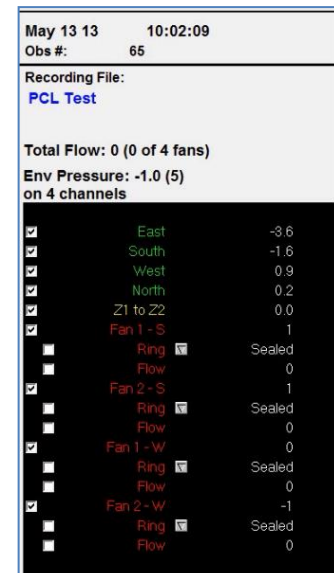 May 13 13 10:02:09
Obs #: 65
Recording File:
PCL Test
Total Flow: 0 (0 of 4 fans)
Env Pressure: -1.0 (5)
on 4 channels
East -3.6
South -1.6
West 0.9
North 0.2
Z1 to Z2 0.0
Fan 1 - S 1
Ring Sealed
Flow 0
Fan 2 - S 1
Ring Sealed
Flow 0
Fan 1 - W 0
Ring Sealed
Flow 0
Fan 2 - W -1
Ring Sealed
Flow 0